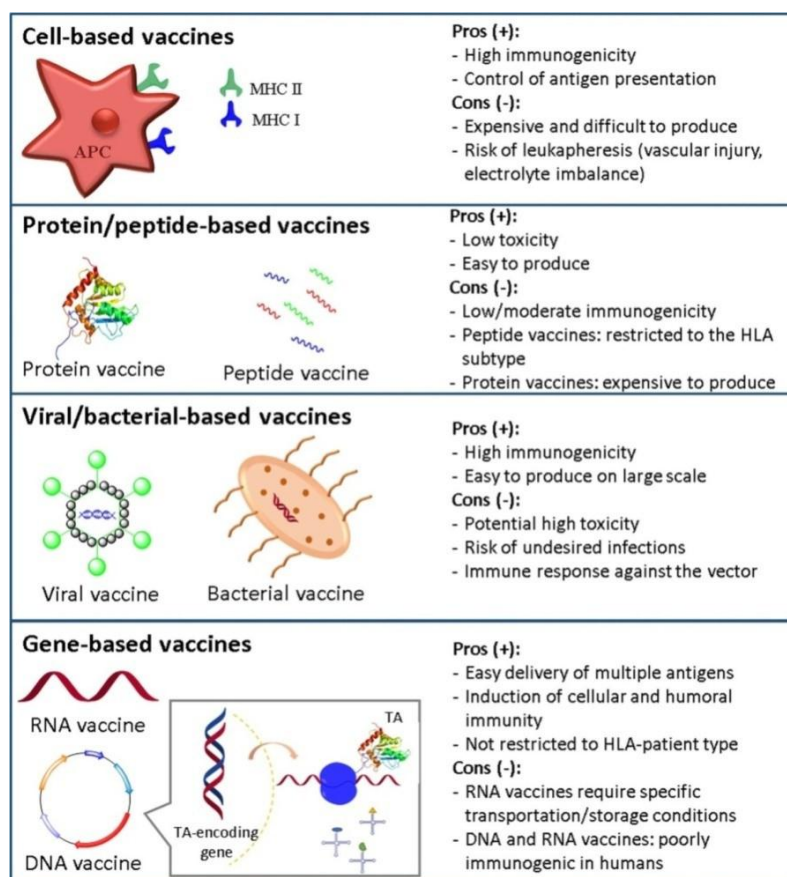 Cell-based vaccines
MHC II
MHC I
APC
Pros (+):
- High immunogenicity
- Control of antigen presentation
Cons (-):
- Expensive and difficult to produce
- Risk of leukapheresis (vascular injury,
electrolyte imbalance)
Protein/peptide-based vaccines
Protein vaccine
Peptide vaccine
Pros (+):
- Low toxicity
- Easy to produce
Cons (-):
- Low/moderate immunogenicity
- Peptide vaccines: restricted to the HLA
subtype
- Protein vaccines: expensive to produce
Viral/bacterial-based vaccines
Viral vaccine
Bacterial vaccine
Pros (+):
- High immunogenicity
- Easy to produce on large scale
Cons (-):
- Potential high toxicity
- Risk of undesired infections
- Immune response against the vector
Gene-based vaccines
RNA vaccine
DNA vaccine
TA-encoding
gene
TA
Pros (+):
- Easy delivery of multiple antigens
- Induction of cellular and humoral
immunity
- Not restricted to HLA-patient type
Cons (-):
- RNA vaccines require specific
transportation/storage conditions
- DNA and RNA vaccines: poorly
immunogenic in humans